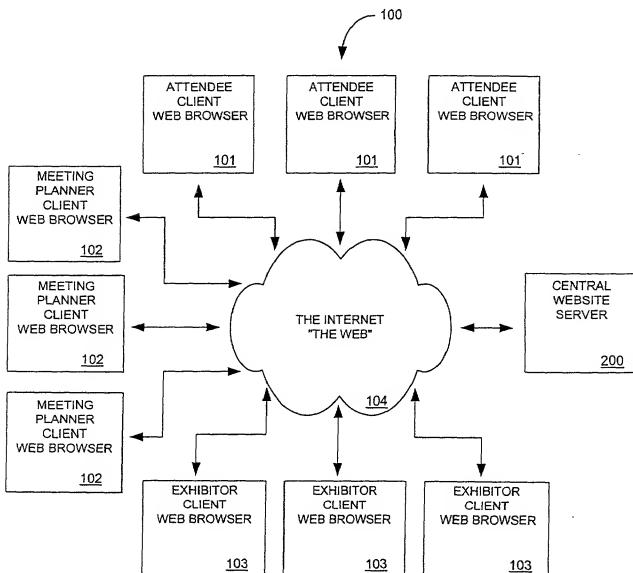 100
ATTENDEE
CLIENT
WEB BROWSER
101
ATTENDEE
CLIENT
WEB BROWSER
101
ATTENDEE
CLIENT
WEB BROWSER
101
MEETING
PLANNER
CLIENT
WEB BROWSER
102
MEETING
PLANNER
CLIENT
WEB BROWSER
102
MEETING
PLANNER
CLIENT
WEB BROWSER
102
THE INTERNET
"THE WEB"
104
CENTRAL
WEBSITE
SERVER
200
EXHIBITOR
CLIENT
WEB BROWSER
103
EXHIBITOR
CLIENT
WEB BROWSER
103
EXHIBITOR
CLIENT
WEB BROWSER
103